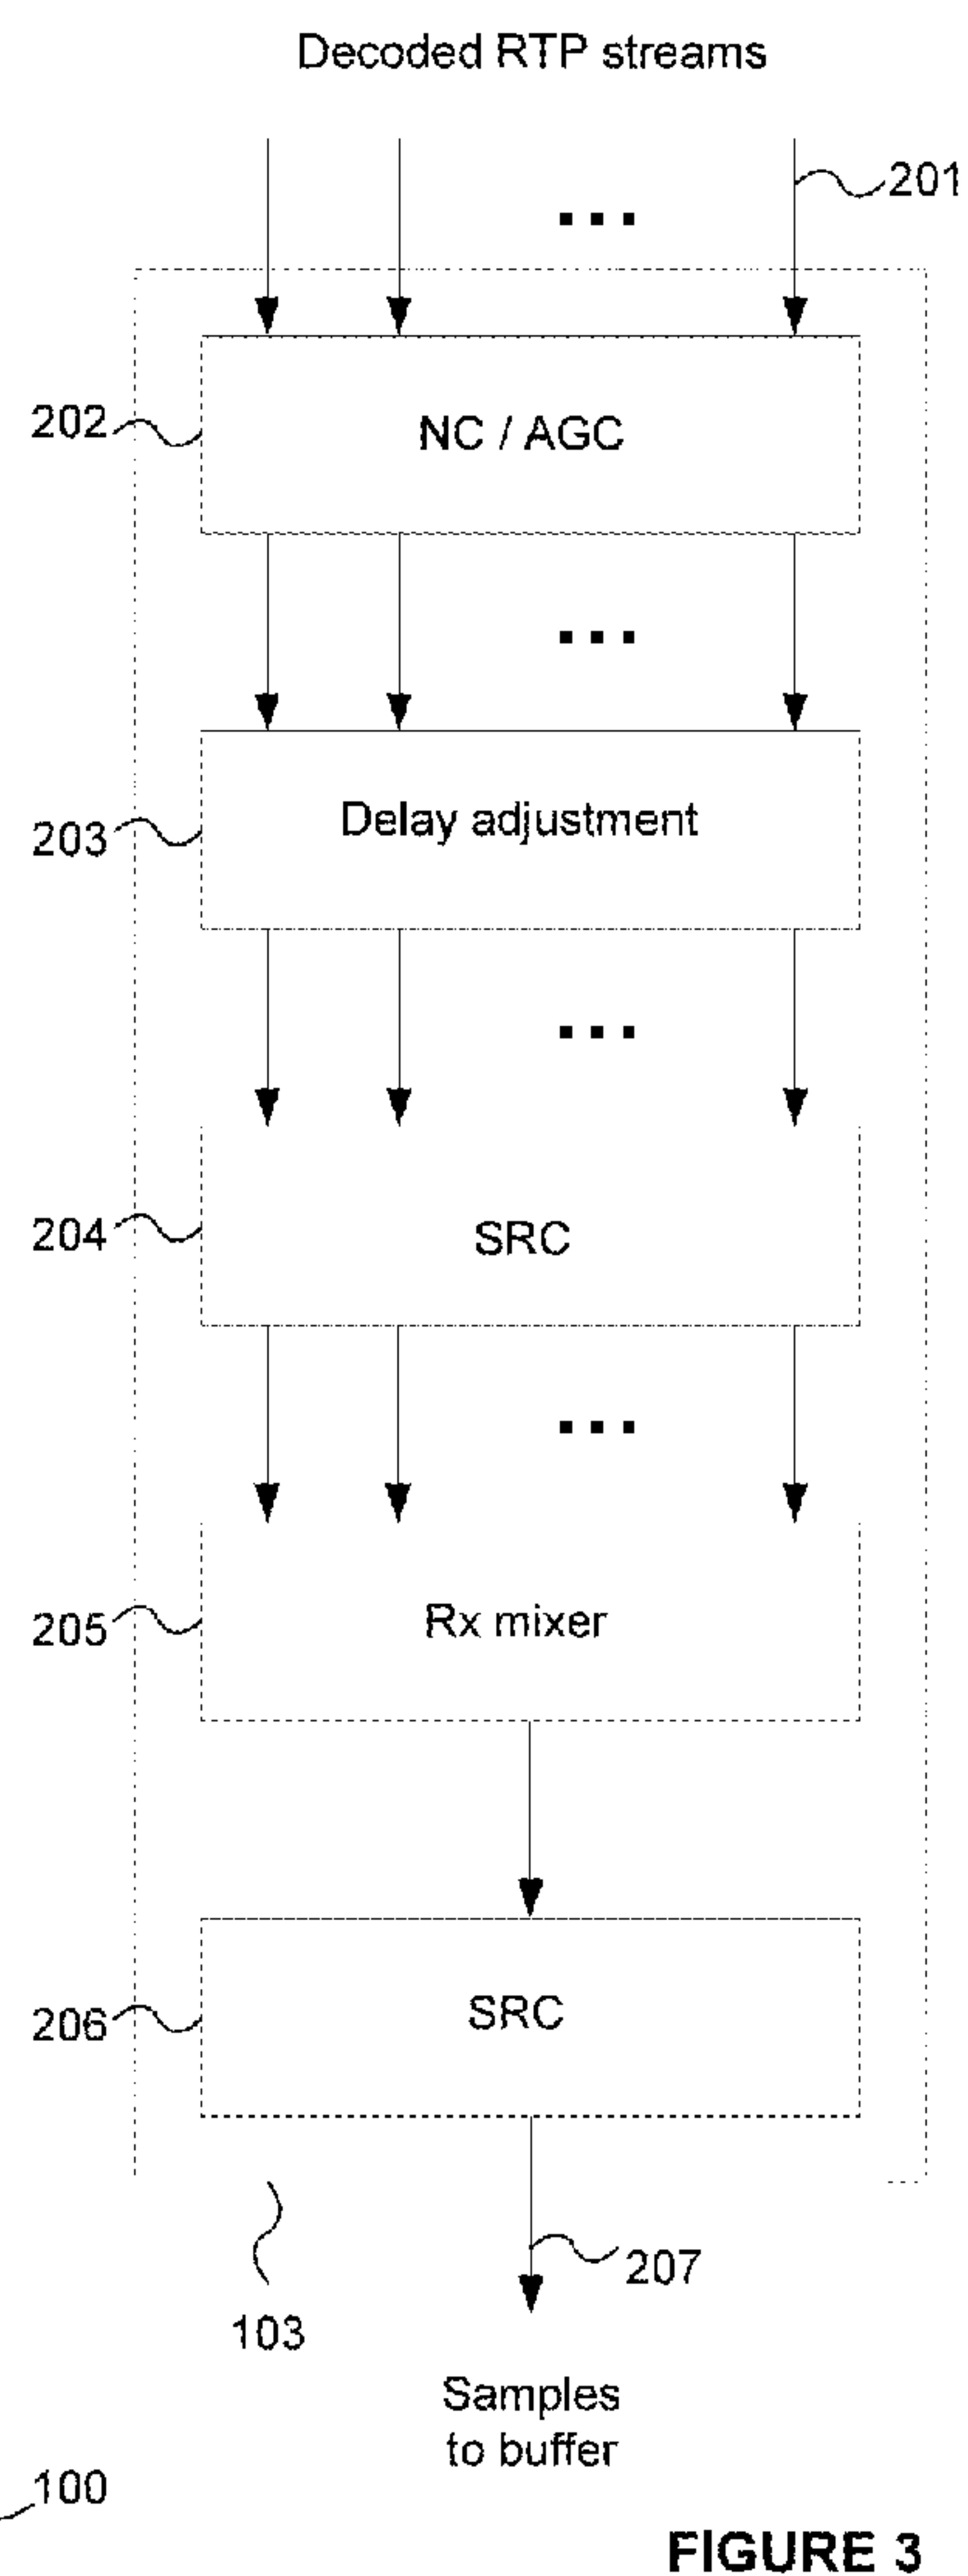 Decoded RTP streams
201
202
NC / AGC
203
Delay adjustment
204
SRC
205
Rx mixer
206
SRC
207
103
Samples
to buffer
100
FIGURE 3